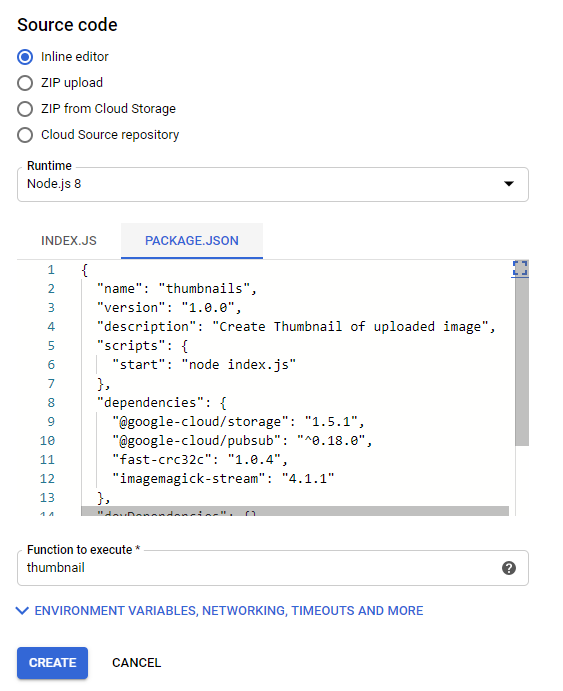 Source code
Inline editor
ZIP upload
ZIP from Cloud Storage
Cloud Source repository
Runtime
Node.js 8
INDEX.JS PACKAGE.JSON
1 {
2 "name": "thumbnails",
3 "version": "1.0.0",
4 "description": "Create Thumbnail of uploaded image",
5 "scripts": {
6 "start": "node index.js"
7 },
8 "dependencies": {
9 "@google-cloud/storage": "1.5.1",
10 "@google-cloud/pubsub": "^0.18.0",
11 "fast-crc32c": "1.0.4",
12 "imagemagick-stream": "4.1.1"
13 },
14 "devDependencies": {}
Function to execute *
thumbnail
ENVIRONMENT VARIABLES, NETWORKING, TIMEOUTS AND MORE
CREATE CANCEL